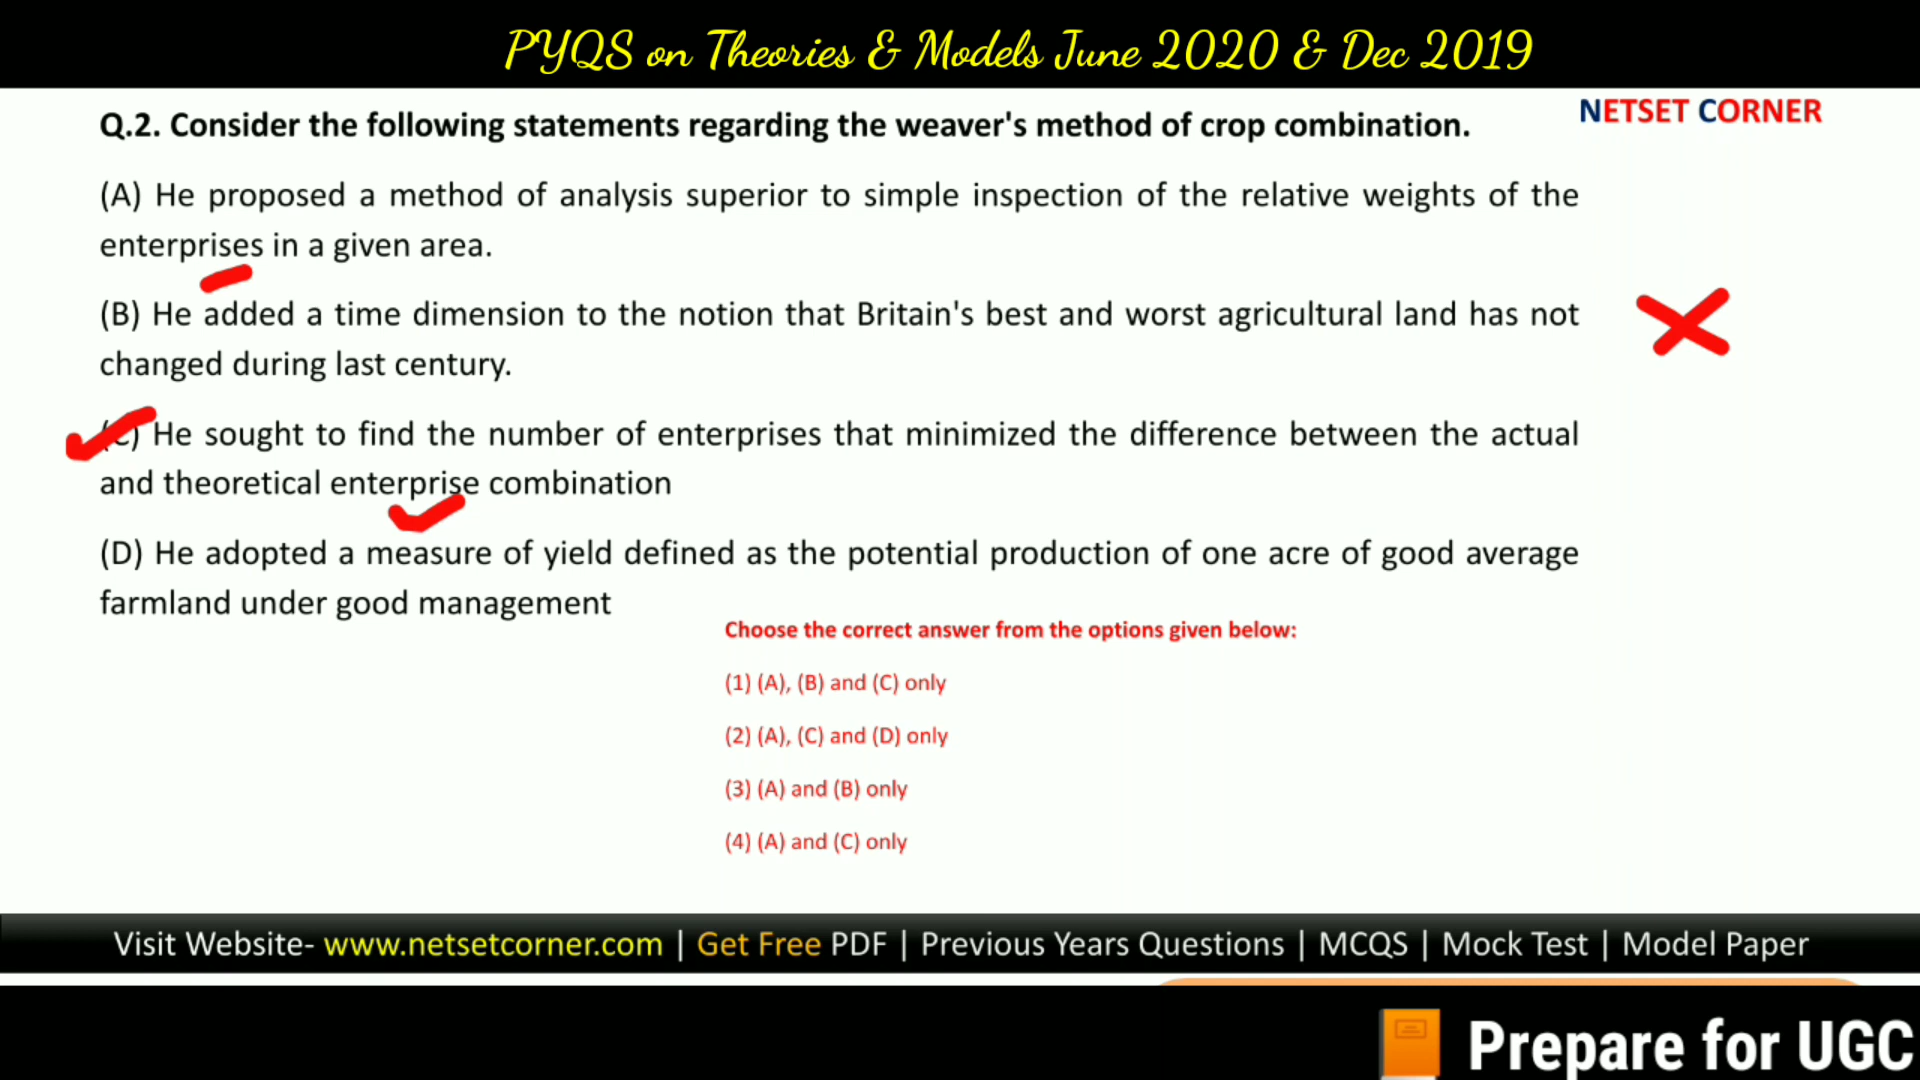 PYQS on Theories & Models June 2020 & Dec 2019
NETSET CORNER
Q.2. Consider the following statements regarding the weaver's method of crop combination.
(A) He proposed a method of analysis superior to simple inspection of the relative weights of the
enterprises in a given area.
(B) He added a time dimension to the notion that Britain's best and worst agricultural land has not
changed during last century.
(C) He sought to find the number of enterprises that minimized the difference between the actual
and theoretical enterprise combination
(D) He adopted a measure of yield defined as the potential production of one acre of good average
farmland under good management
Choose the correct answer from the options given below:
(1) (A), (B) and (C) only
(2) (A), (C) and (D) only
(3) (A) and (B) only
(4) (A) and (C) only
Visit Website- www.netsetcorner.com | Get Free PDF | Previous Years Questions | MCQS | Mock Test | Model Paper
Prepare for UGC